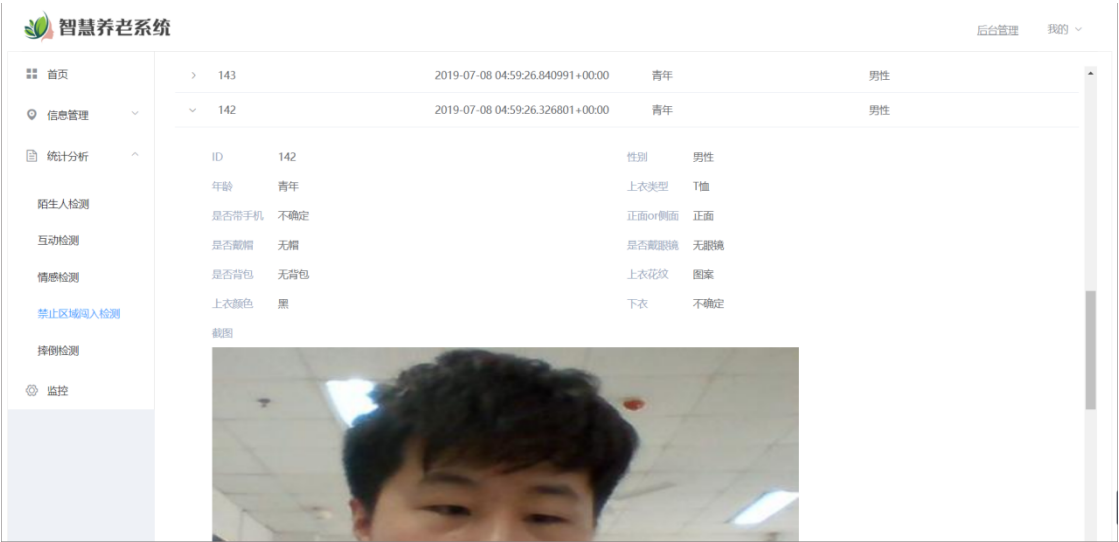 智慧养老系统
后台管理 我的
首页
信息管理
统计分析
陌生人检测
互动检测
情感检测
禁止区域闯入检测
摔倒检测
监控
143 2019-07-08 04:59:26.840991+00:00 青年 男性
142 2019-07-08 04:59:26.326801+00:00 青年 男性
ID 142 性别 男性
年龄 青年 上衣类型 T恤
是否带手机 不确定 正面or侧面 正面
是否戴帽 无帽 是否戴眼镜 无眼镜
是否背包 无背包 上衣花纹 图案
上衣颜色 黑 下衣 不确定
截图